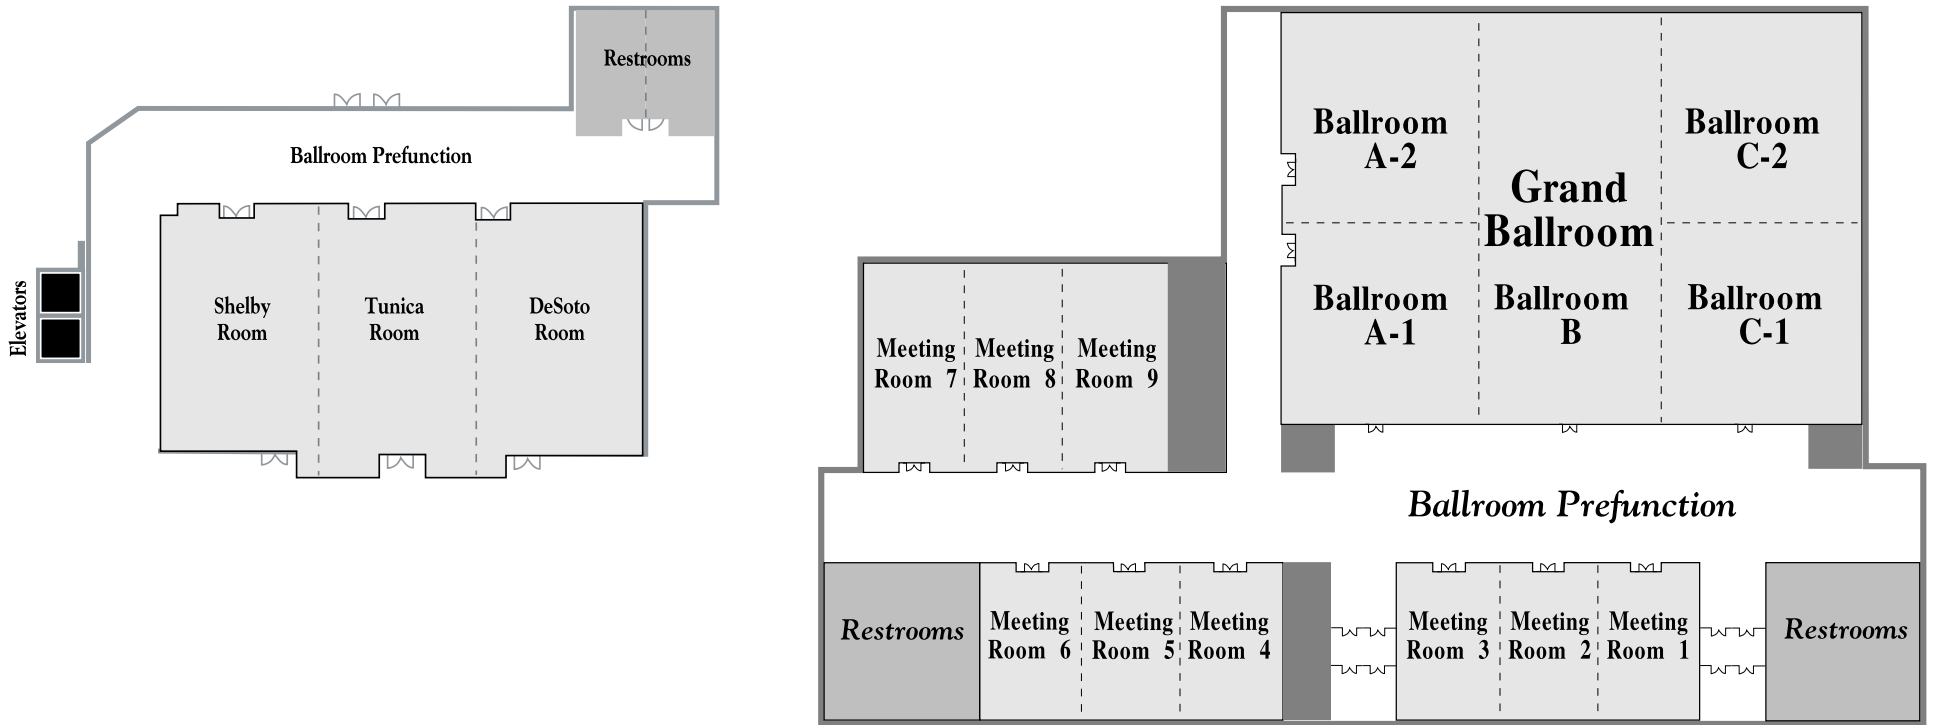 Restrooms
Ballroom Prefunction
Elevators
Shelby
Room
Tunica
Room
DeSoto
Room
Ballroom
A-2
Grand
Ballroom
Ballroom
C-2
Ballroom
A-1
Ballroom
B
Ballroom
C-1
Meeting
Room 7
Meeting
Room 8
Meeting
Room 9
Ballroom Prefunction
Restrooms
Meeting
Room 6
Meeting
Room 5
Meeting
Room 4
Meeting
Room 3
Meeting
Room 2
Meeting
Room 1
Restrooms